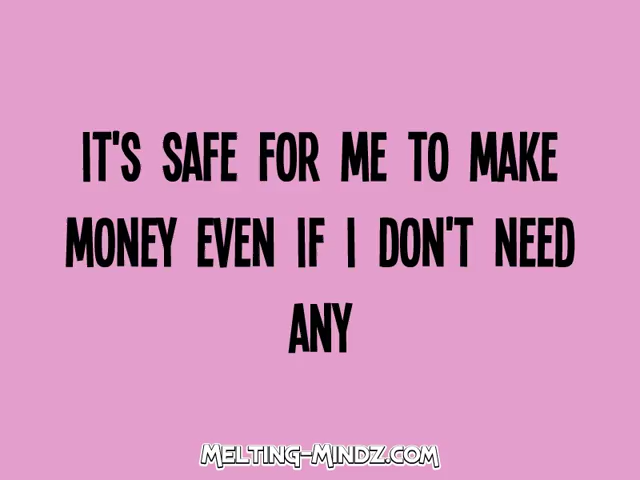 IT'S SAFE FOR ME TO MAKE
MONEY EVEN IF I DON'T NEED
ANY
MELTING-MINDZ.COM